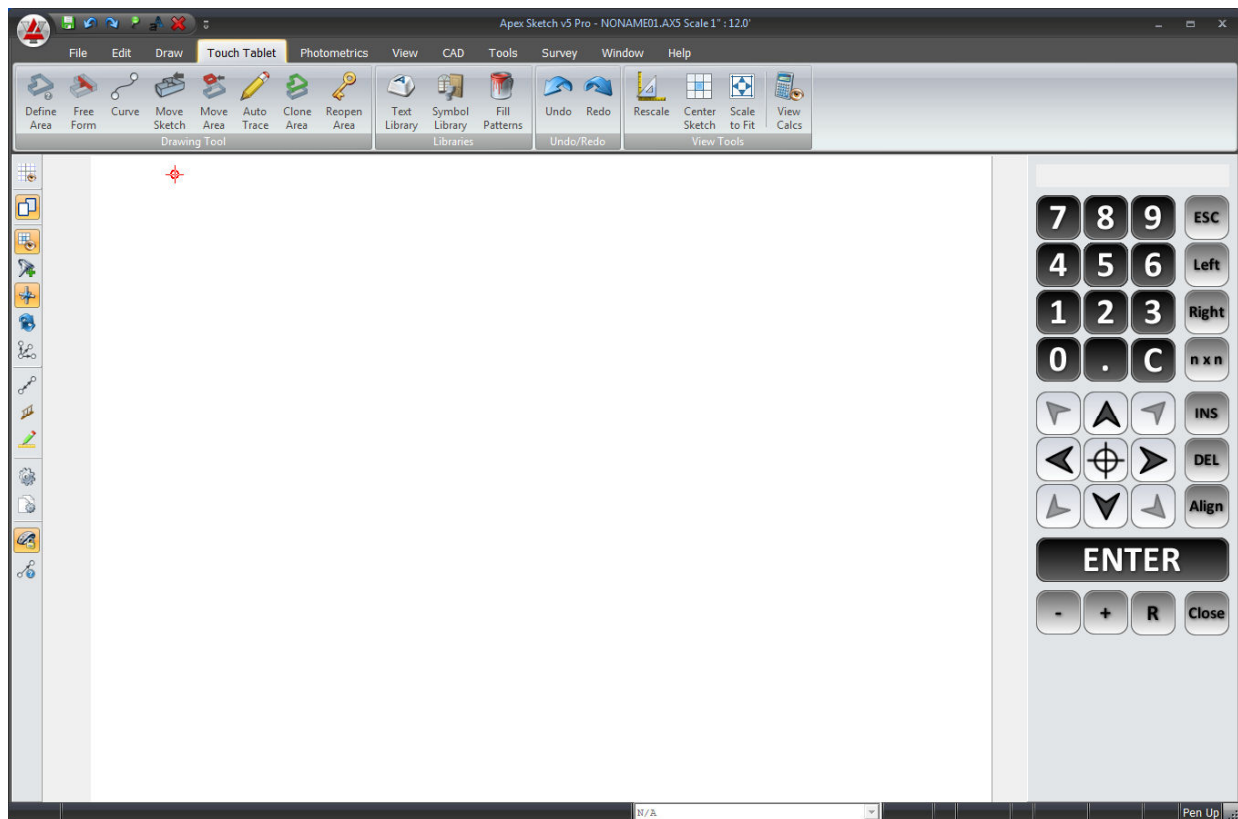 Apex Sketch v5 Pro - NONAME01.AX5 Scale 1" : 12.0'
File Edit Draw Touch Tablet Photometrics View CAD Tools Survey Window Help
Define Area Free Form Curve Move Sketch Move Area Auto Trace Clone Area Reopen Area Text Library Symbol Library Fill Patterns Undo Redo Rescale Center Sketch Scale to Fit View Calcs
Drawing Tool Libraries Undo/Redo View Tools
7 8 9 ESC
4 5 6 Left
1 2 3 Right
0 . C n x n
INS
DEL
Align
ENTER
- + R Close
N/A Pen Up